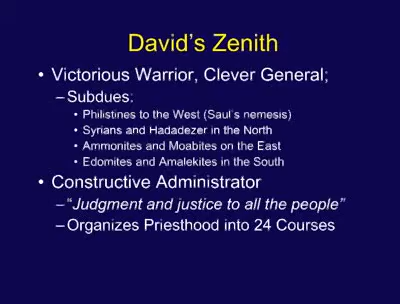 David's Zenith
• Victorious Warrior, Clever General;
–Subdues:
• Philistines to the West (Saul's nemesis)
• Syrians and Hadadezer in the North
• Ammonites and Moabites on the East
• Edomites and Amalekites in the South
• Constructive Administrator
–"Judgment and justice to all the people"
–Organizes Priesthood into 24 Courses